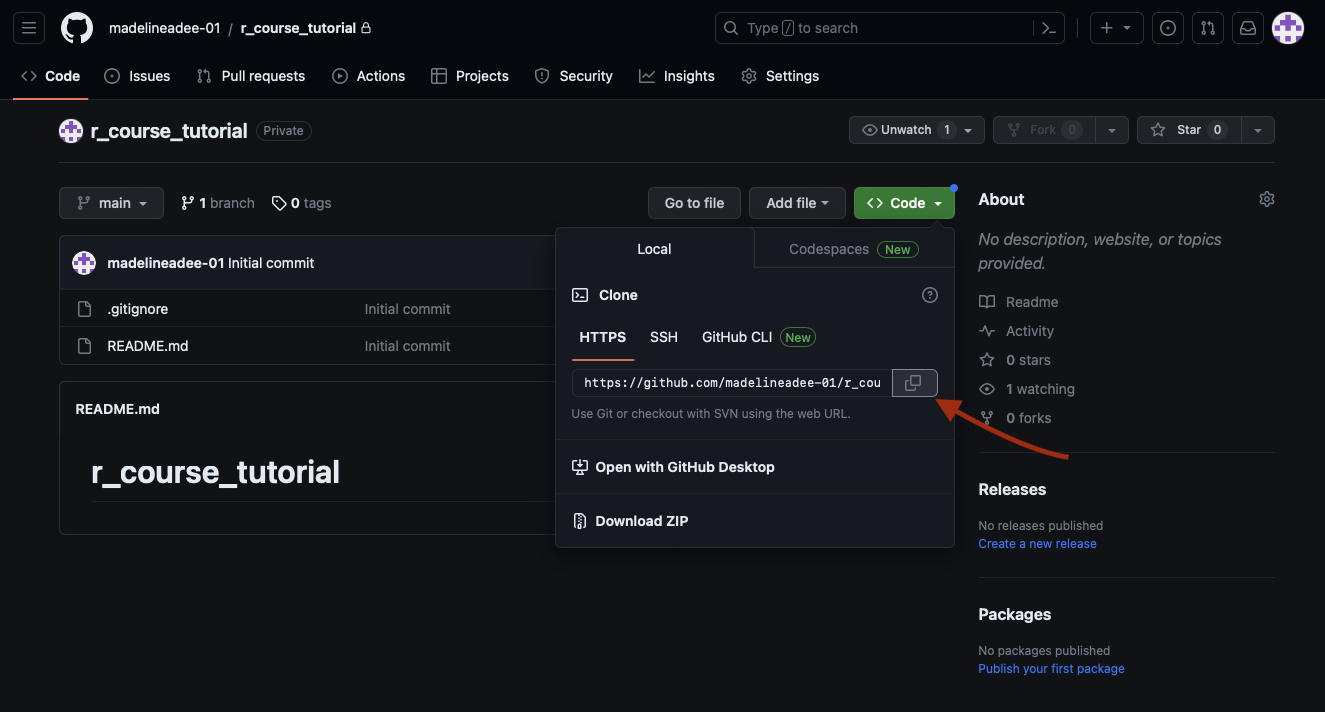 madelineadee-01 / r_course_tutorial
Type / to search
Code Issues Pull requests Actions Projects Security Insights Settings
r_course_tutorial Private
Unwatch 1 Fork 0 Star 0
main 1 branch 0 tags Go to file Add file Code
madelineadee-01 Initial commit
.gitignore Initial commit
README.md Initial commit
README.md
r_course_tutorial
Local Codespaces New
Clone
HTTPS SSH GitHub CLI New
https://github.com/madelineadee-01/r_cou
Use Git or checkout with SVN using the web URL.
Open with GitHub Desktop
Download ZIP
About
No description, website, or topics
provided.
Readme
Activity
0 stars
1 watching
0 forks
Releases
No releases published
Create a new release
Packages
No packages published
Publish your first package